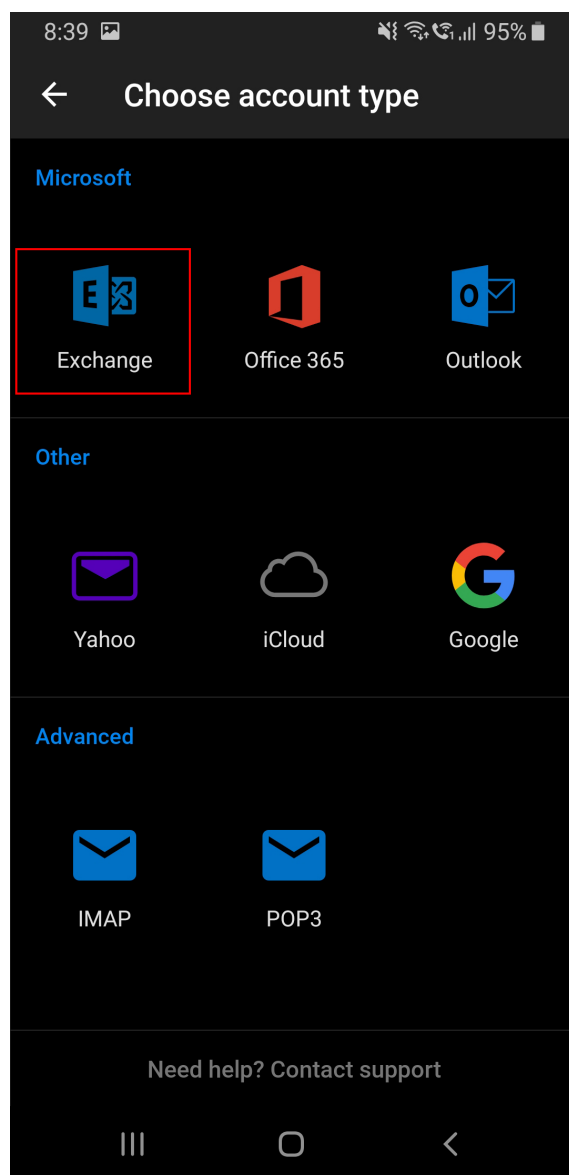 8:39 95%
Choose account type
Microsoft
Exchange Office 365 Outlook
Other
Yahoo iCloud Google
Advanced
IMAP POP3
Need help? Contact support